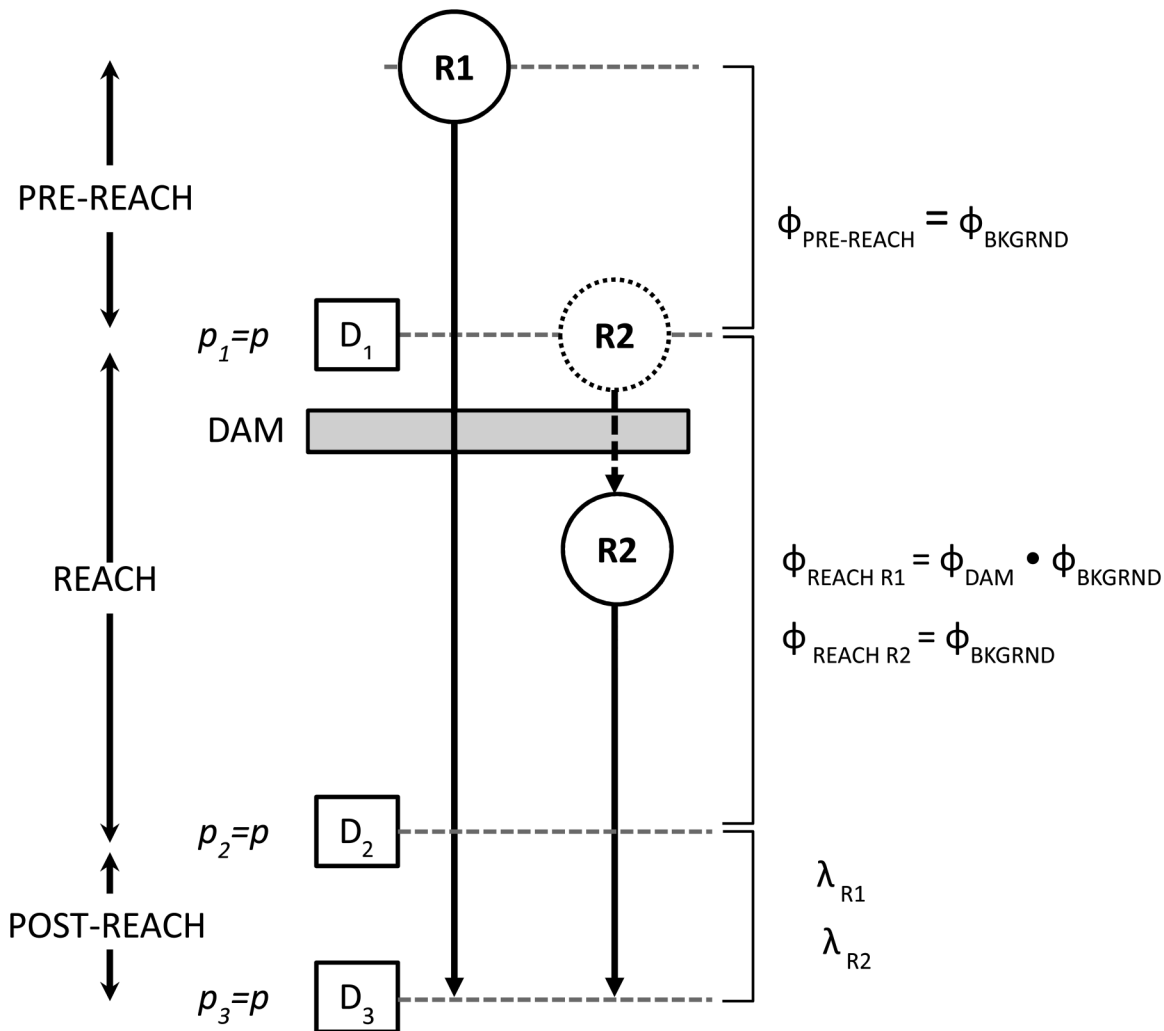 R1
PRE-REACH
ϕPRE-REACH = ϕBKGRND
p1=p
D1
R2
DAM
R2
REACH
ϕREACH R1 = ϕDAM • ϕBKGRND
ϕREACH R2 = ϕBKGRND
p2=p
D2
λR1
POST-REACH
λR2
p3=p
D3